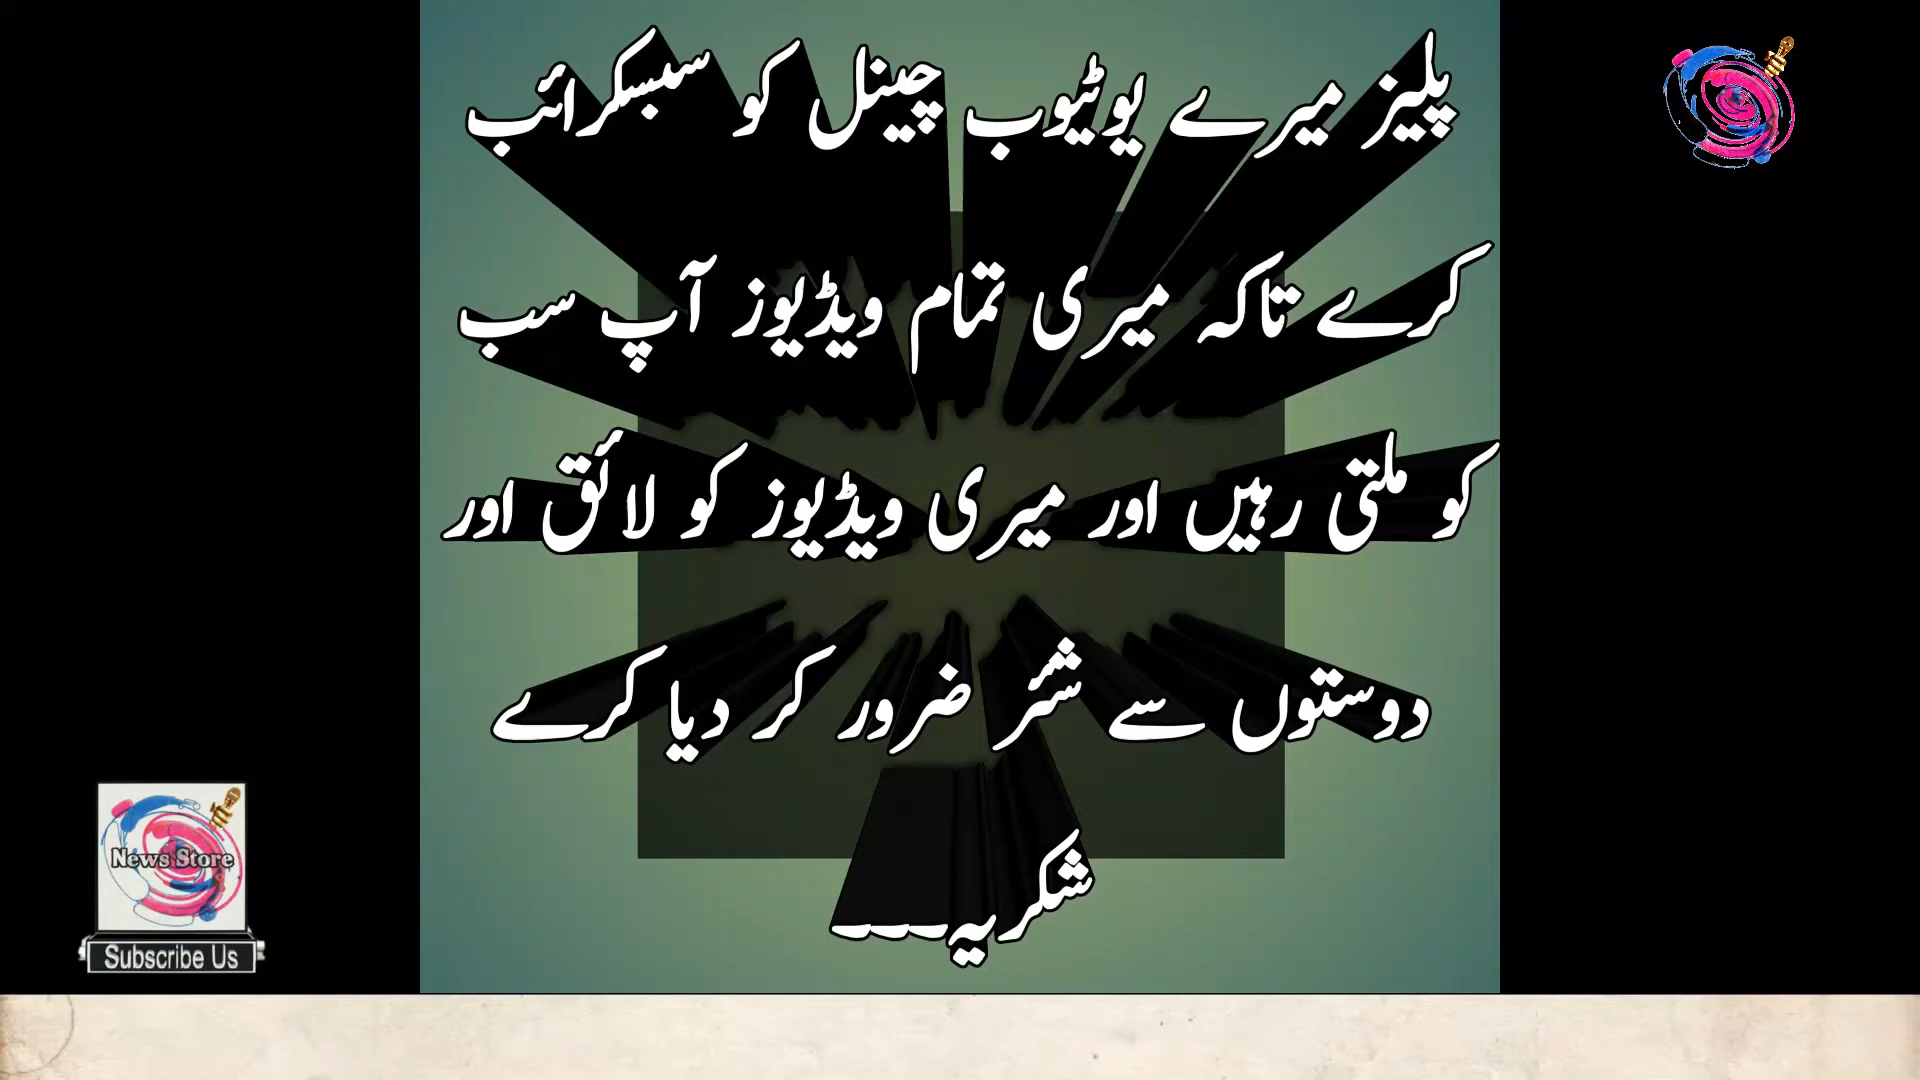 پلیز میرے یوٹیوب چینل کو سبسکرائب
کرے تاکہ میری تمام ویڈیوز آپ سب
کو ملتی رہیں اور میری ویڈیوز کو لائق اور
دوستوں سے شئر ضرور کر دیا کرے
شکریہ۔۔۔
News Store
Subscribe Us